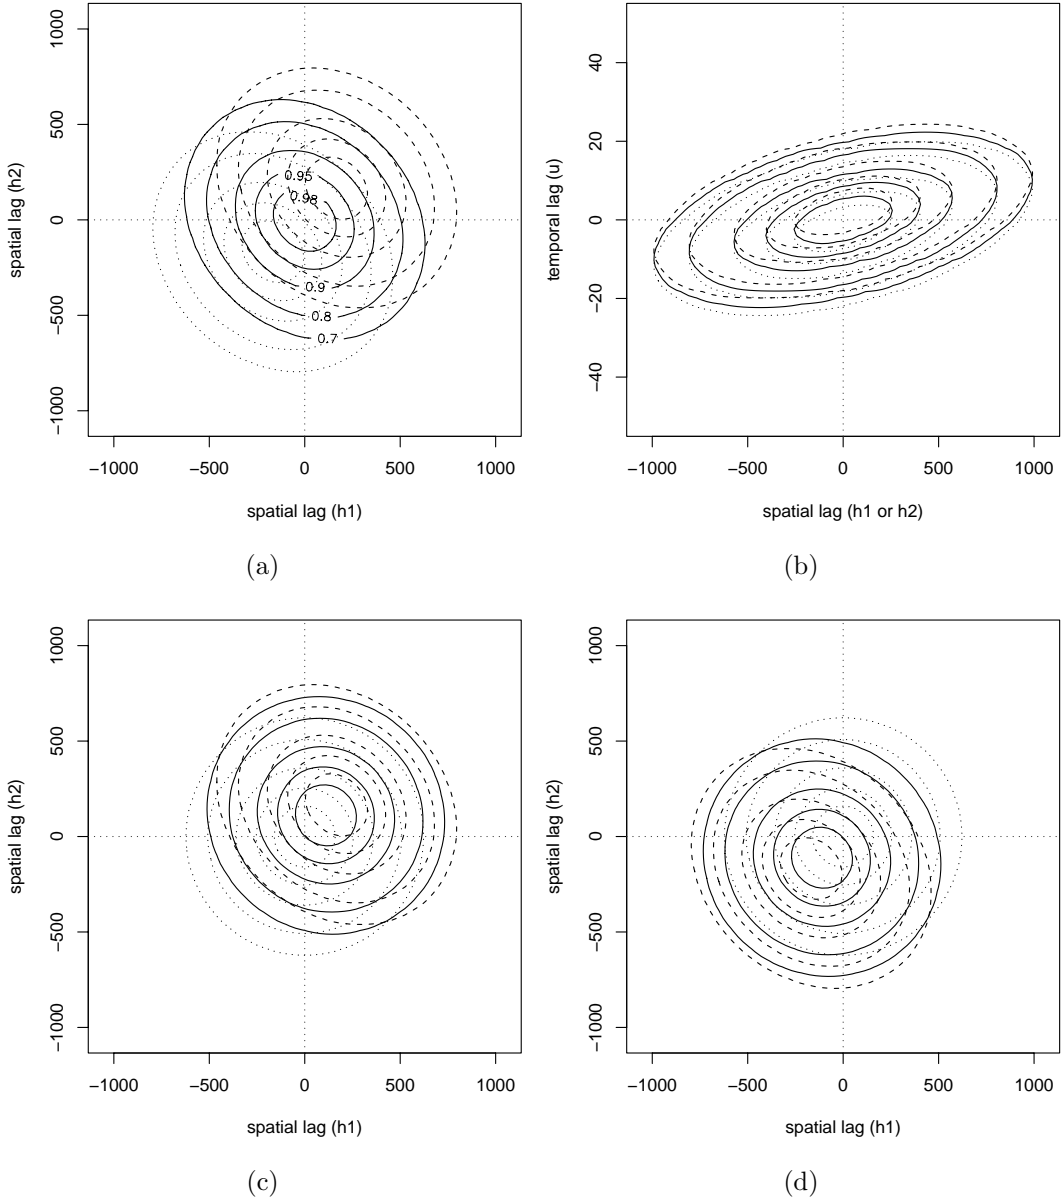 1000
500
0
−500
−1000
spatial lag (h2)
0.95
0.98
0.9
0.8
0.7
−1000 −500 0 500 1000
spatial lag (h1)
(a)
40
20
0
−20
−40
temporal lag (u)
−1000 −500 0 500 1000
spatial lag (h1 or h2)
(b)
1000
500
0
−500
−1000
spatial lag (h2)
−1000 −500 0 500 1000
spatial lag (h1)
(c)
1000
500
0
−500
−1000
spatial lag (h2)
−1000 −500 0 500 1000
spatial lag (h1)
(d)